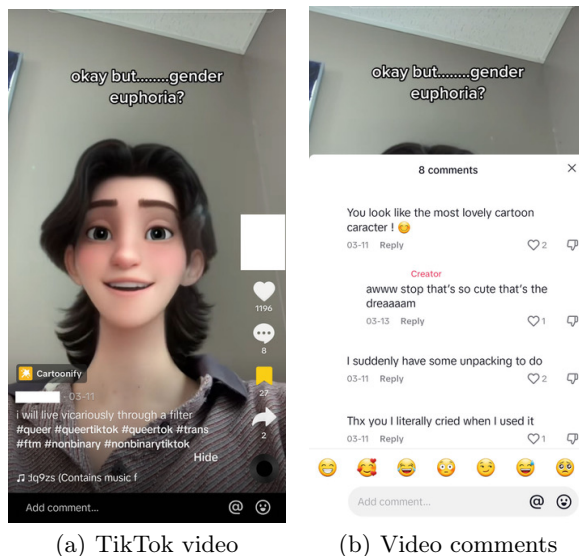 okay but........gender
euphoria?
1196
8
27
2
Cartoonify
- 03-11
i will live vicariously through a filter
#queer #queertiktok #queertok #trans
#ftm #nonbinary #nonbinarytiktok
Hide
:lq9zs (Contains music f
Add comment...
(a) TikTok video
okay but........gender
euphoria?
8 comments
You look like the most lovely cartoon
caracter !
03-11 Reply 2
Creator
awww stop that's so cute that's the
dreaaaam
03-13 Reply 1
I suddenly have some unpacking to do
03-11 Reply 2
Thx you I literally cried when I used it
03-11 Reply 1
Add comment...
(b) Video comments